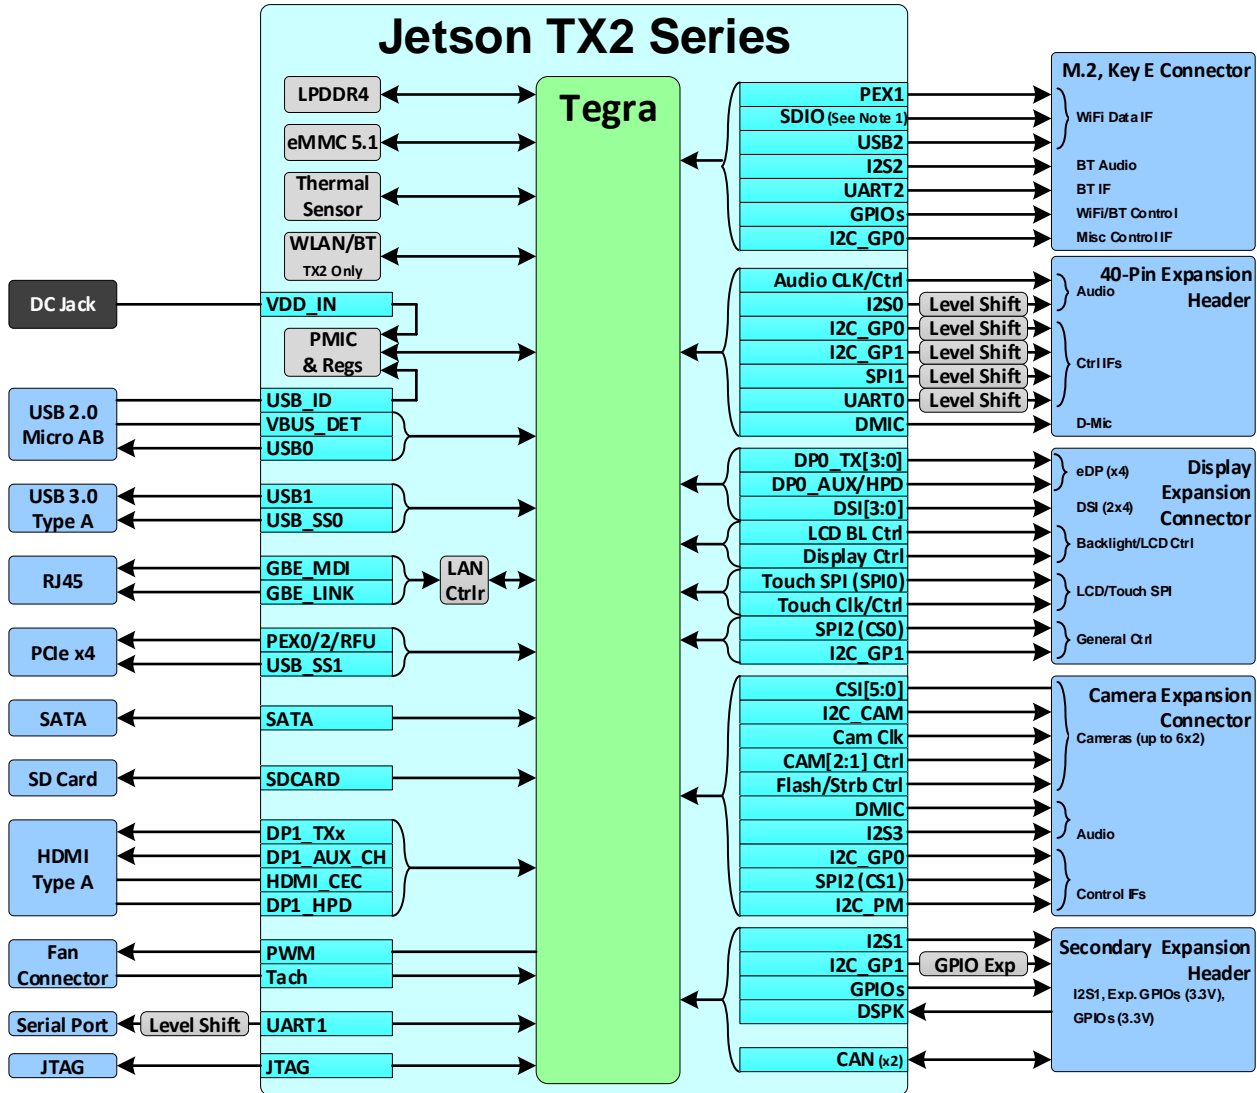 Jetson TX2 Series
LPDDR4
eMMC 5.1
Thermal
Sensor
WLAN/BT
TX2 Only
DC Jack
VDD_IN
PMIC
& Regs
USB 2.0
Micro AB
USB_ID
VBUS_DET
USB0
USB 3.0
Type A
USB1
USB_SS0
RJ45
GBE_MDI
GBE_LINK
LAN
Ctrlr
PCIe x4
PEX0/2/RFU
USB_SS1
SATA
SATA
SD Card
SDCARD
HDMI
Type A
DP1_TXx
DP1_AUX_CH
HDMI_CEC
DP1_HPD
Fan
Connector
PWM
Tach
Serial Port
Level Shift
UART1
JTAG
JTAG
Tegra
PEX1
SDIO (See Note 1)
USB2
I2S2
UART2
GPIOs
I2C_GP0
M.2, Key E Connector
WiFi Data IF
BT Audio
BT IF
WiFi/BT Control
Misc Control IF
Audio CLK/Ctrl
I2S0
Level Shift
I2C_GP0
Level Shift
I2C_GP1
Level Shift
SPI1
Level Shift
UART0
Level Shift
DMIC
40-Pin Expansion
Header
Audio
Ctrl IFs
D-Mic
DP0_TX[3:0]
DP0_AUX/HPD
DSI[3:0]
LCD BL Ctrl
Display Ctrl
Touch SPI (SPI0)
Touch Clk/Ctrl
SPI2 (CS0)
I2C_GP1
Display
Expansion
Connector
eDP (x4)
DSI (2x4)
Backlight/LCD Ctrl
LCD/Touch SPI
General Ctrl
CSI[5:0]
I2C_CAM
Cam Clk
CAM[2:1] Ctrl
Flash/Strb Ctrl
DMIC
I2S3
I2C_GP0
SPI2 (CS1)
I2C_PM
Camera Expansion
Connector
Cameras (up to 6x2)
Audio
Control IFs
I2S1
I2C_GP1
GPIO Exp
GPIOs
DSPK
CAN (x2)
Secondary Expansion
Header
I2S1, Exp. GPIOs (3.3V),
GPIOs (3.3V)